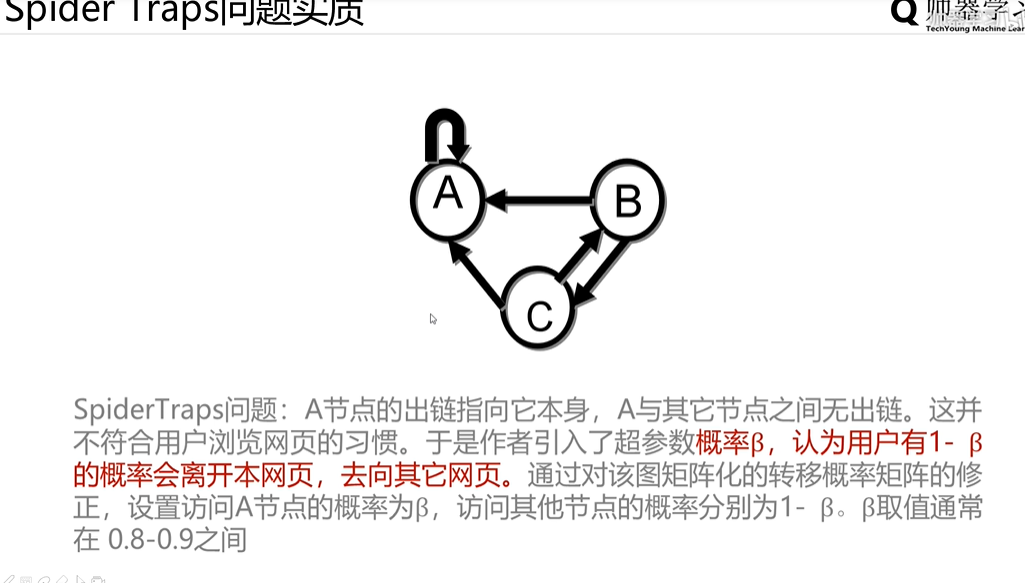 Spider Traps问题实质
TechYoung Machine Lear
A
B
C
SpiderTraps问题：A节点的出链指向它本身，A与其它节点之间无出链。这并
不符合用户浏览网页的习惯。于是作者引入了超参数概率β，认为用户有1- β
的概率会离开本网页，去向其它网页。通过对该图矩阵化的转移概率矩阵的修
正，设置访问A节点的概率为β，访问其他节点的概率分别为1- β。β取值通常
在 0.8-0.9之间